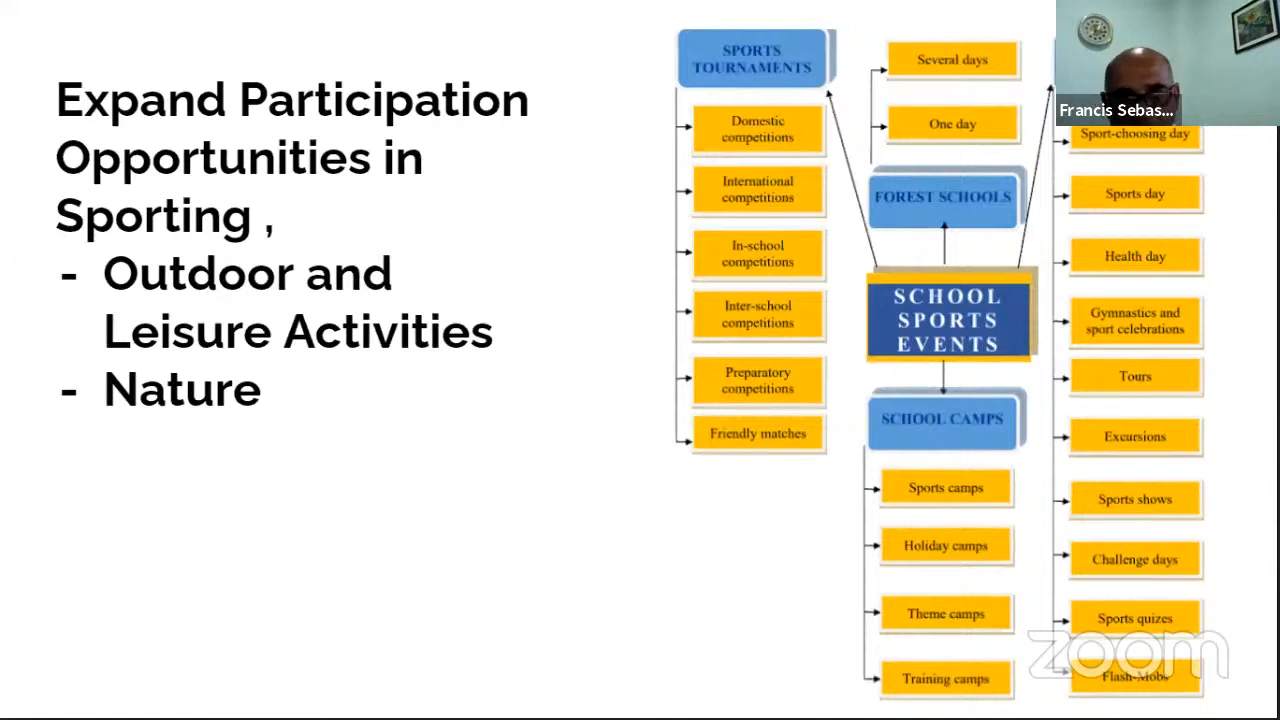 Expand Participation
Opportunities in
Sporting ,
- Outdoor and
Leisure Activities
- Nature
SPORTS
TOURNAMENTS
Domestic
competitions
International
competitions
In-school
competitions
Inter-school
competitions
Preparatory
competitions
Friendly matches
Several days
One day
FOREST SCHOOLS
SCHOOL
SPORTS
EVENTS
SCHOOL CAMPS
Sports camps
Holiday camps
Theme camps
Training camps
Francis Sebas...
Sport-choosing day
Sports day
Health day
Gymnastics and
sport celebrations
Tours
Excursions
Sports shows
Challenge days
Sports quizes
Flash-Mobs
zoom